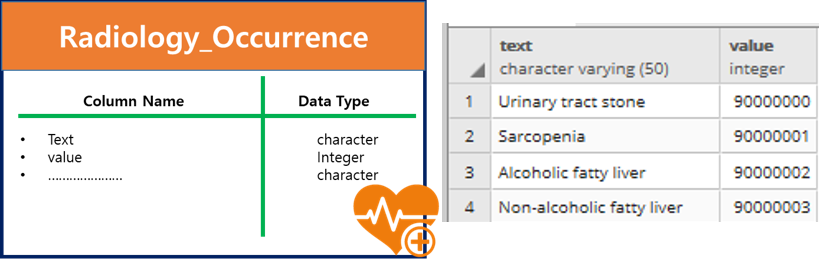 Radiology_Occurrence
Column Name Data Type
• Text character
• value Integer
• ………………… character
text value
character varying (50) integer
1 Urinary tract stone 90000000
2 Sarcopenia 90000001
3 Alcoholic fatty liver 90000002
4 Non-alcoholic fatty liver 90000003